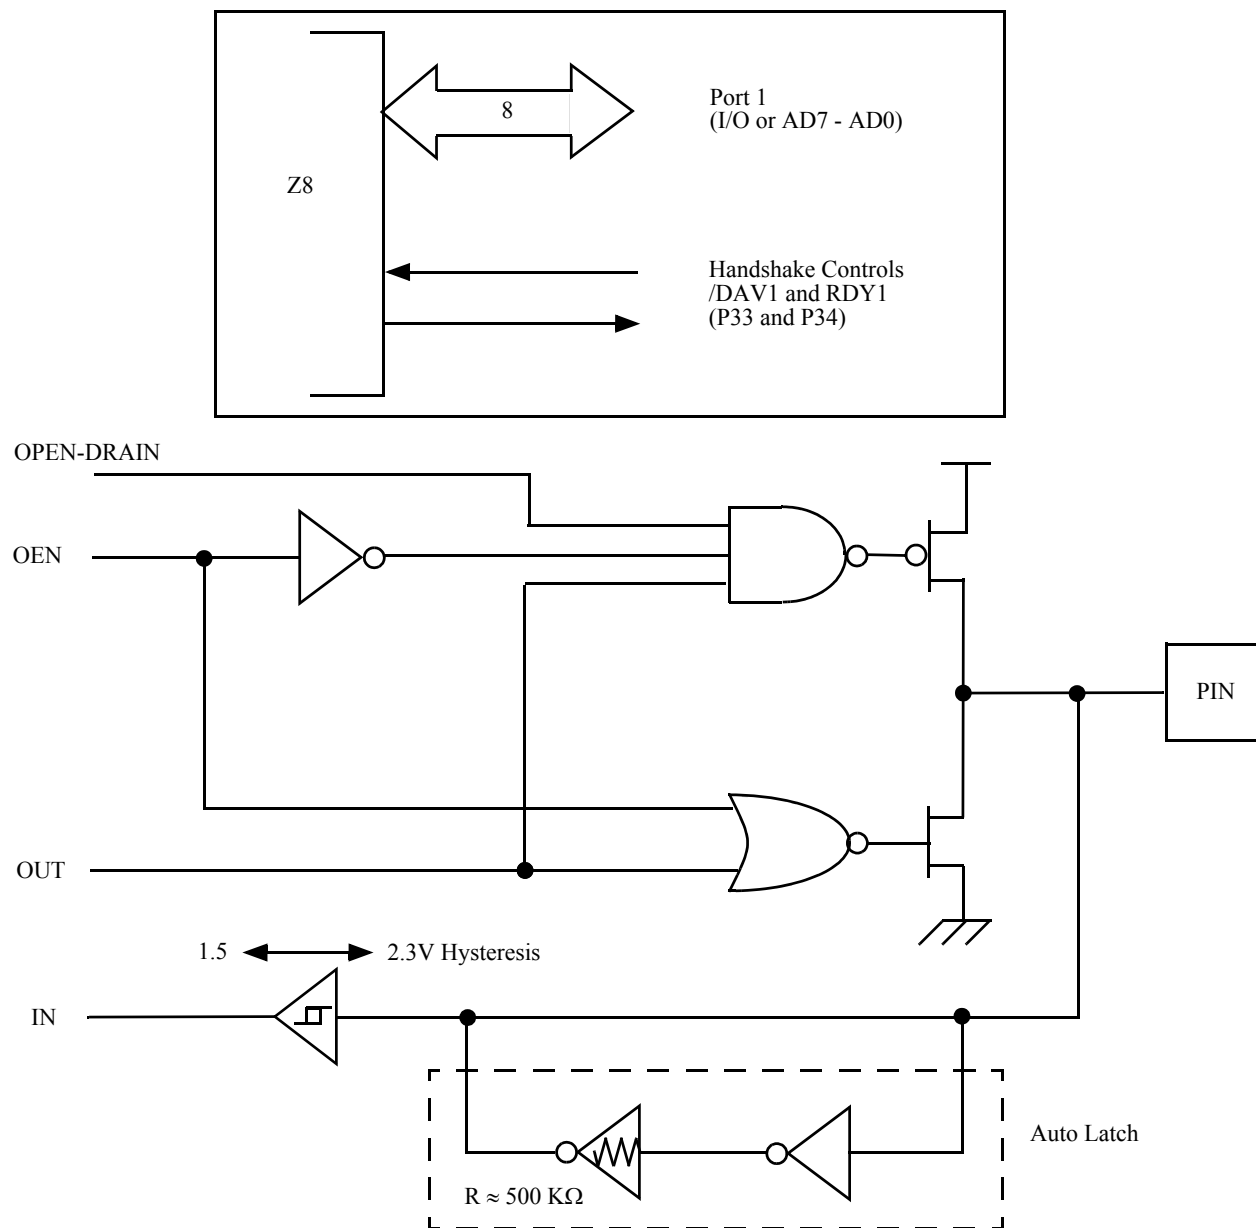 8
Port 1
(I/O or AD7 - AD0)
Z8
Handshake Controls
/DAV1 and RDY1
(P33 and P34)
OPEN-DRAIN
OEN
PIN
OUT
1.5
2.3V Hysteresis
IN
Auto Latch
R ≈ 500 KΩ